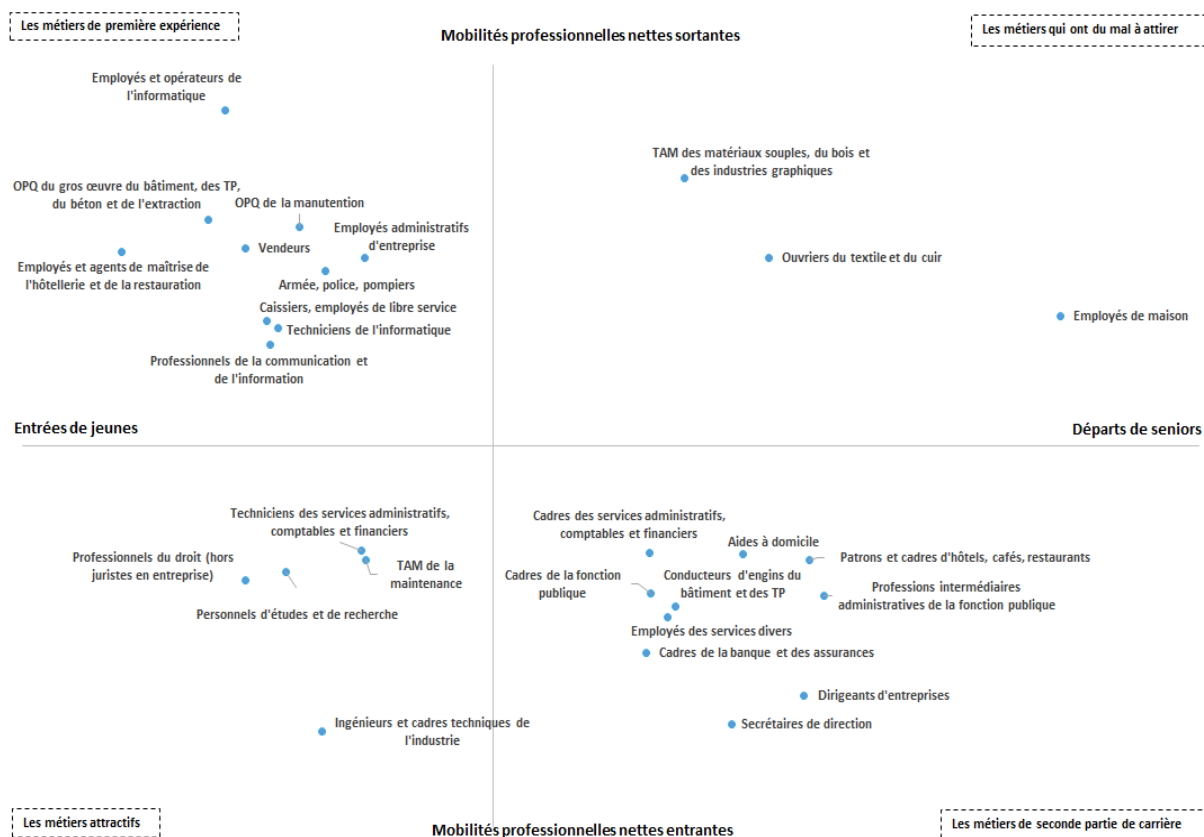 Les métiers de première expérience
Mobilités professionnelles nettes sortantes
Les métiers qui ont du mal à attirer
Employés et opérateurs de
l'informatique
TAM des matériaux souples, du bois et
des industries graphiques
OPQ du gros œuvre du bâtiment, des TP,
du béton et de l'extraction
OPQ de la manutention
Employés administratifs
d'entreprise
Vendeurs
Ouvriers du textile et du cuir
Employés et agents de maîtrise de
l'hôtellerie et de la restauration
Armée, police, pompiers
Caissiers, employés de libre service
Employés de maison
Techniciens de l'informatique
Professionnels de la communication et
de l'information
Entrées de jeunes
Départs de seniors
Techniciens des services administratifs,
comptables et financiers
Cadres des services administratifs,
comptables et financiers
Aides à domicile
Professionnels du droit (hors
juristes en entreprise)
TAM de la
maintenance
Patrons et cadres d'hôtels, cafés, restaurants
Cadres de la fonction
publique
Conducteurs d'engins du
bâtiment et des TP
Professions intermédiaires
administratives de la fonction publique
Personnels d'études et de recherche
Employés des services divers
Cadres de la banque et des assurances
Dirigeants d'entreprises
Ingénieurs et cadres techniques de
l'industrie
Secrétaires de direction
Les métiers attractifs
Mobilités professionnelles nettes entrantes
Les métiers de seconde partie de carrière